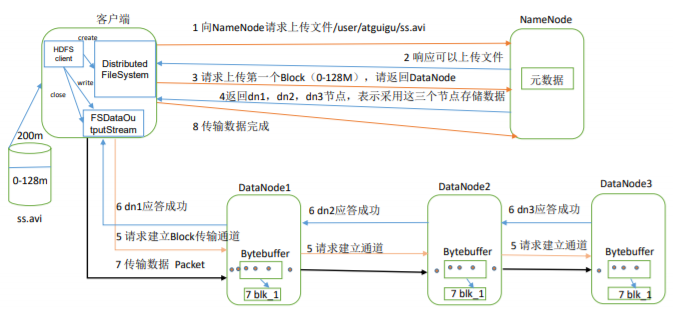 客户端
NameNode
1 向NameNode请求上传文件/user/atguigu/ss.avi
create
HDFS
client
Distributed
FileSystem
2 响应可以上传文件
元数据
3 请求上传第一个Block（0-128M），请返回DataNode
write
4返回dn1，dn2，dn3节点，表示采用这三个节点存储数据
close
FSDataOu
tputStream
8 传输数据完成
200m
0-128m
ss.avi
DataNode1
DataNode2
DataNode3
6 dn1应答成功
6 dn2应答成功
6 dn3应答成功
5 请求建立Block传输通道
5 请求建立通道
5 请求建立通道
Bytebuffer
Bytebuffer
Bytebuffer
7 传输数据 Packet
7 blk_1
7 blk_1
7 blk_1